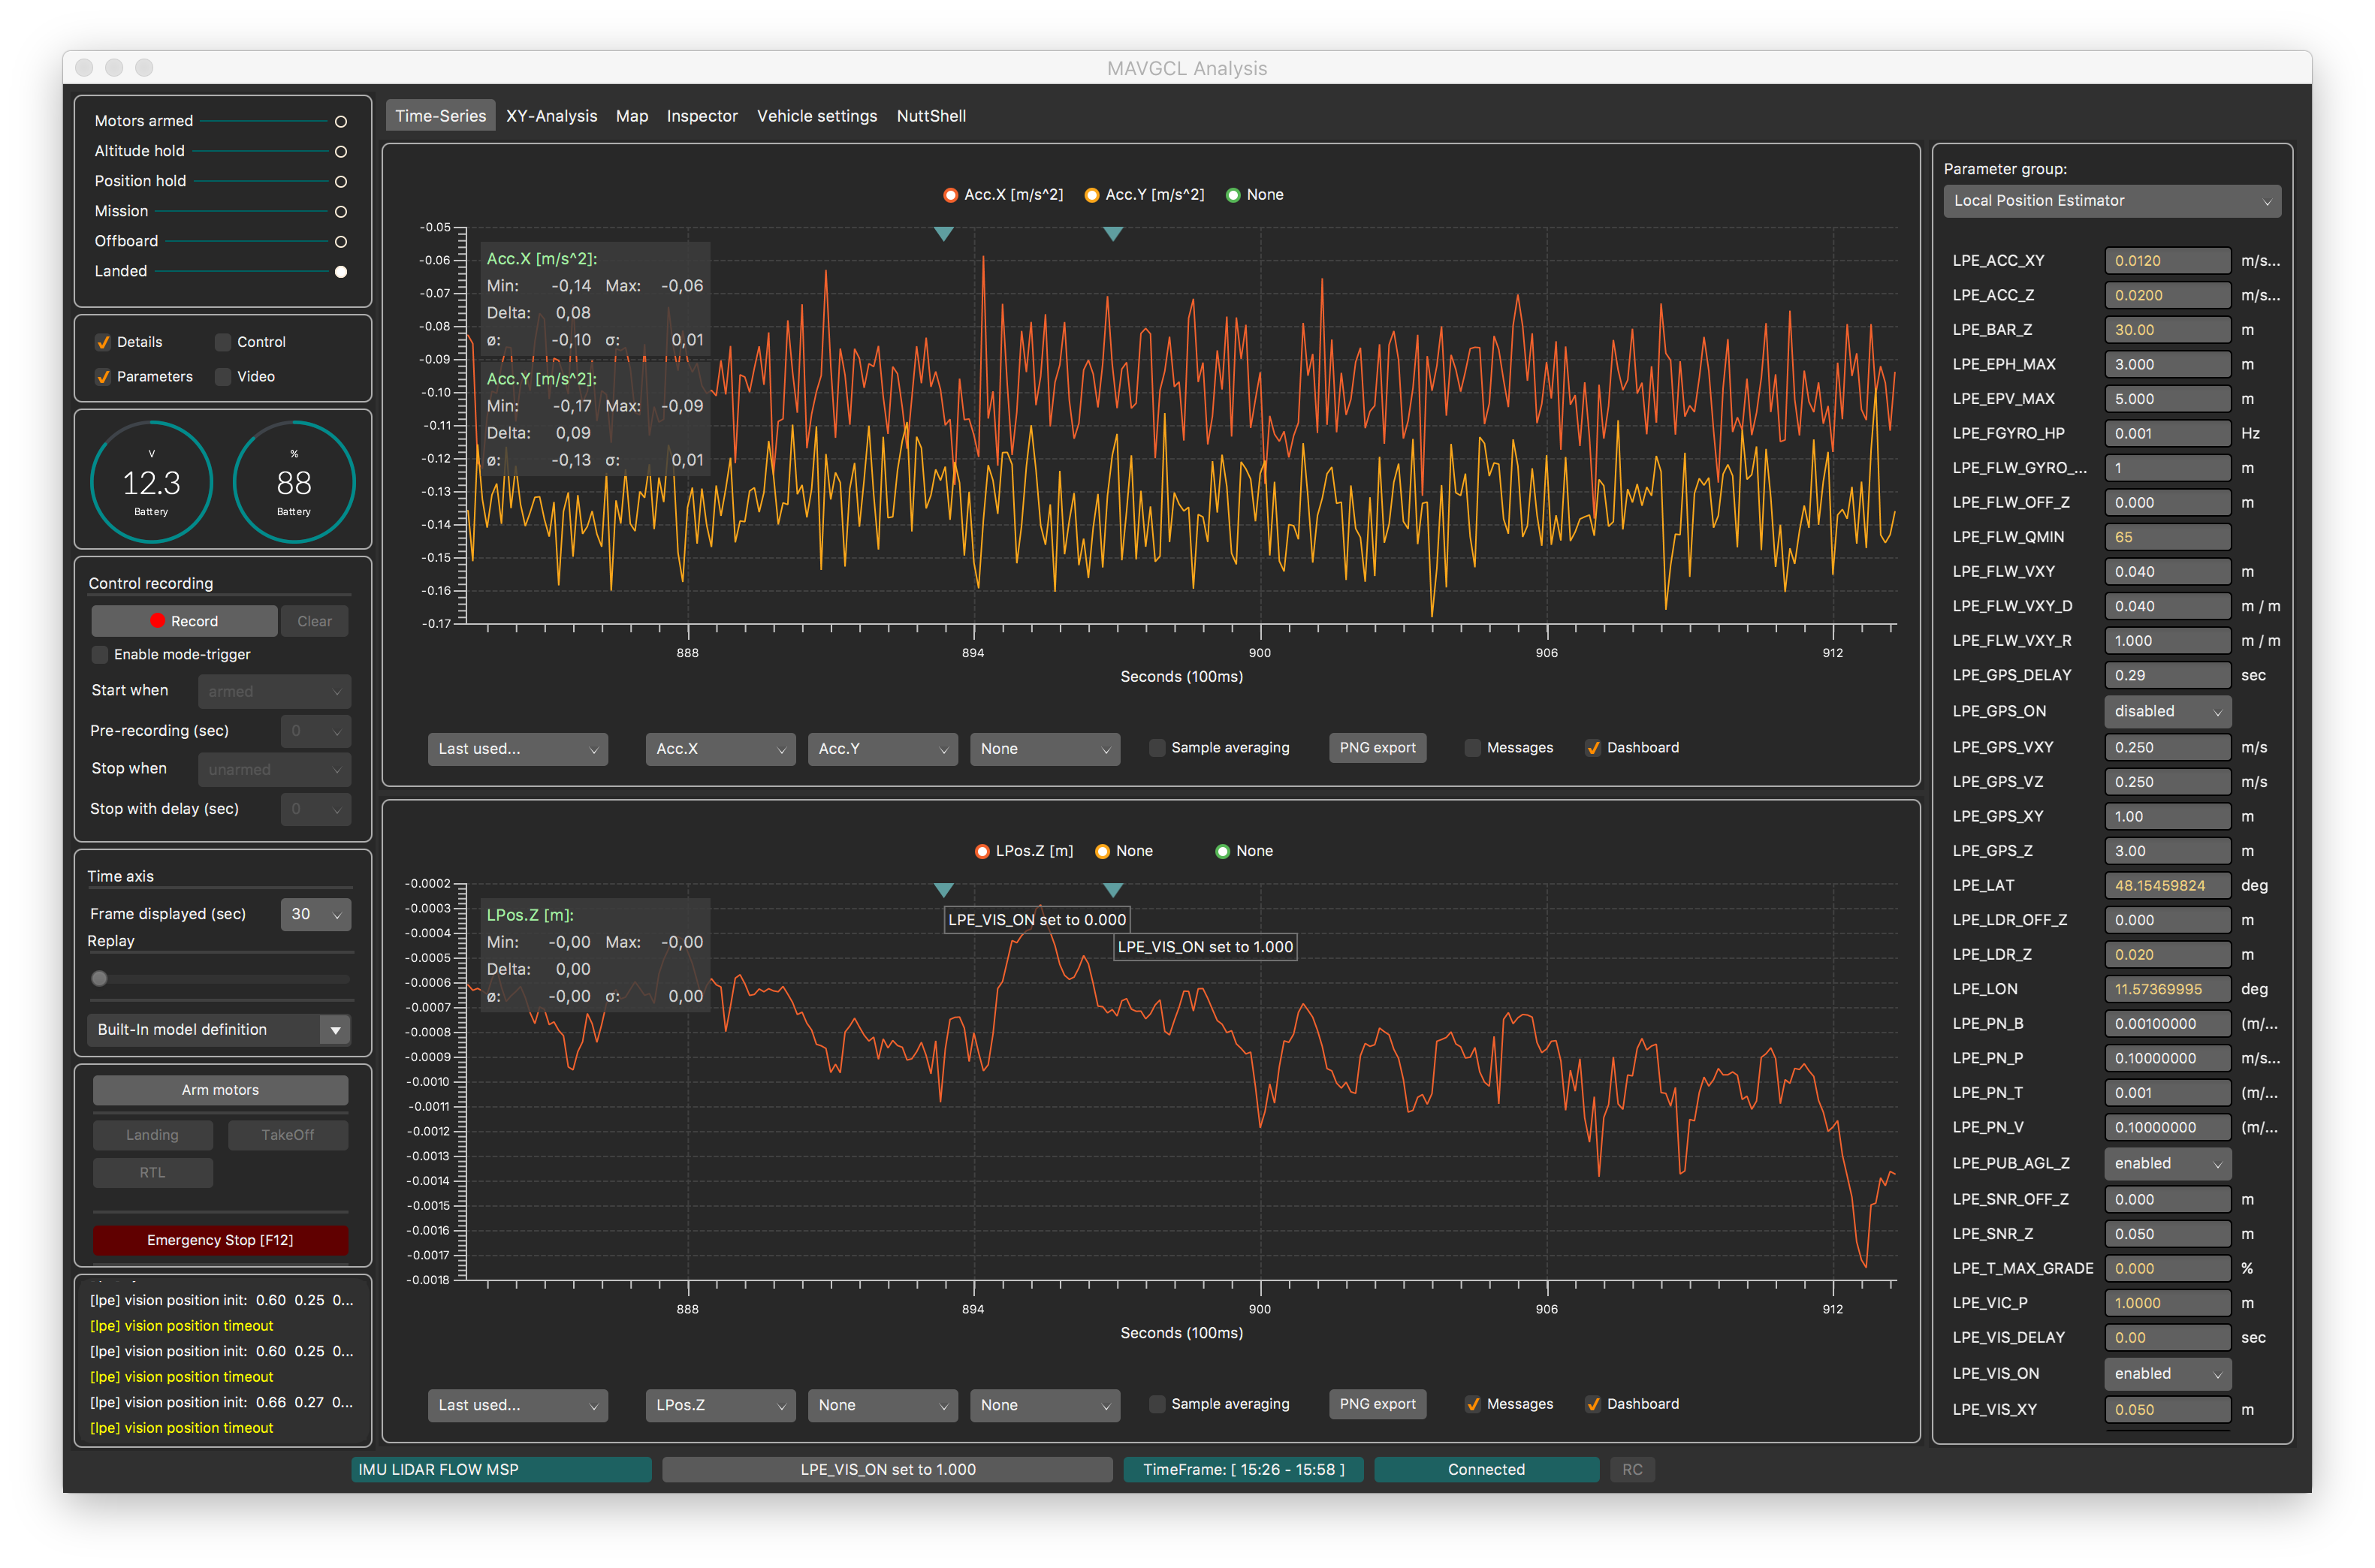 MAVGCL Analysis
Motors armed
Altitude hold
Position hold
Mission
Offboard
Landed
Details
Control
Parameters
Video
V
12.3
Battery
%
88
Battery
Control recording
Record
Clear
Enable mode-trigger
Start when
armed
Pre-recording (sec)
0
Stop when
unarmed
Stop with delay (sec)
0
Time axis
Frame displayed (sec)
30
Replay
Built-In model definition
Arm motors
Landing
TakeOff
RTL
Emergency Stop [F12]
[lpe] vision position init: 0.60 0.25 0...
[lpe] vision position timeout
[lpe] vision position init: 0.60 0.25 0...
[lpe] vision position timeout
[lpe] vision position init: 0.66 0.27 0...
[lpe] vision position timeout
Time-Series XY-Analysis Map Inspector Vehicle settings NuttShell
Acc.X [m/s^2] Acc.Y [m/s^2] None
-0.05
-0.06
-0.07
-0.08
-0.09
-0.10
-0.11
-0.12
-0.13
-0.14
-0.15
-0.16
-0.17
Acc.X [m/s^2]:
Min: -0,14 Max: -0,06
Delta: 0,08
ø: -0,10 σ: 0,01
Acc.Y [m/s^2]:
Min: -0,17 Max: -0,09
Delta: 0,09
ø: -0,13 σ: 0,01
888 894 900 906 912
Seconds (100ms)
Last used... Acc.X Acc.Y None Sample averaging PNG export Messages Dashboard
LPos.Z [m] None None
-0.0002
-0.0003
-0.0004
-0.0005
-0.0006
-0.0007
-0.0008
-0.0009
-0.0010
-0.0011
-0.0012
-0.0013
-0.0014
-0.0015
-0.0016
-0.0017
-0.0018
LPos.Z [m]:
Min: -0,00 Max: -0,00
Delta: 0,00
ø: -0,00 σ: 0,00
LPE_VIS_ON set to 0.000
LPE_VIS_ON set to 1.000
888 894 900 906 912
Seconds (100ms)
Last used... LPos.Z None None Sample averaging PNG export Messages Dashboard
Parameter group:
Local Position Estimator
LPE_ACC_XY 0.0120 m/s...
LPE_ACC_Z 0.0200 m/s...
LPE_BAR_Z 30.00 m
LPE_EPH_MAX 3.000 m
LPE_EPV_MAX 5.000 m
LPE_FGYRO_HP 0.001 Hz
LPE_FLW_GYRO_... 1 m
LPE_FLW_OFF_Z 0.000 m
LPE_FLW_QMIN 65
LPE_FLW_VXY 0.040 m
LPE_FLW_VXY_D 0.040 m / m
LPE_FLW_VXY_R 1.000 m / m
LPE_GPS_DELAY 0.29 sec
LPE_GPS_ON disabled
LPE_GPS_VXY 0.250 m/s
LPE_GPS_VZ 0.250 m/s
LPE_GPS_XY 1.00 m
LPE_GPS_Z 3.00 m
LPE_LAT 48.15459824 deg
LPE_LDR_OFF_Z 0.000 m
LPE_LDR_Z 0.020 m
LPE_LON 11.57369995 deg
LPE_PN_B 0.00100000 (m/...
LPE_PN_P 0.10000000 m/s...
LPE_PN_T 0.001 (m/...
LPE_PN_V 0.10000000 (m/...
LPE_PUB_AGL_Z enabled
LPE_SNR_OFF_Z 0.000 m
LPE_SNR_Z 0.050 m
LPE_T_MAX_GRADE 0.000 %
LPE_VIC_P 1.0000 m
LPE_VIS_DELAY 0.00 sec
LPE_VIS_ON enabled
LPE_VIS_XY 0.050 m
IMU LIDAR FLOW MSP
LPE_VIS_ON set to 1.000
TimeFrame: [ 15:26 - 15:58 ]
Connected
RC